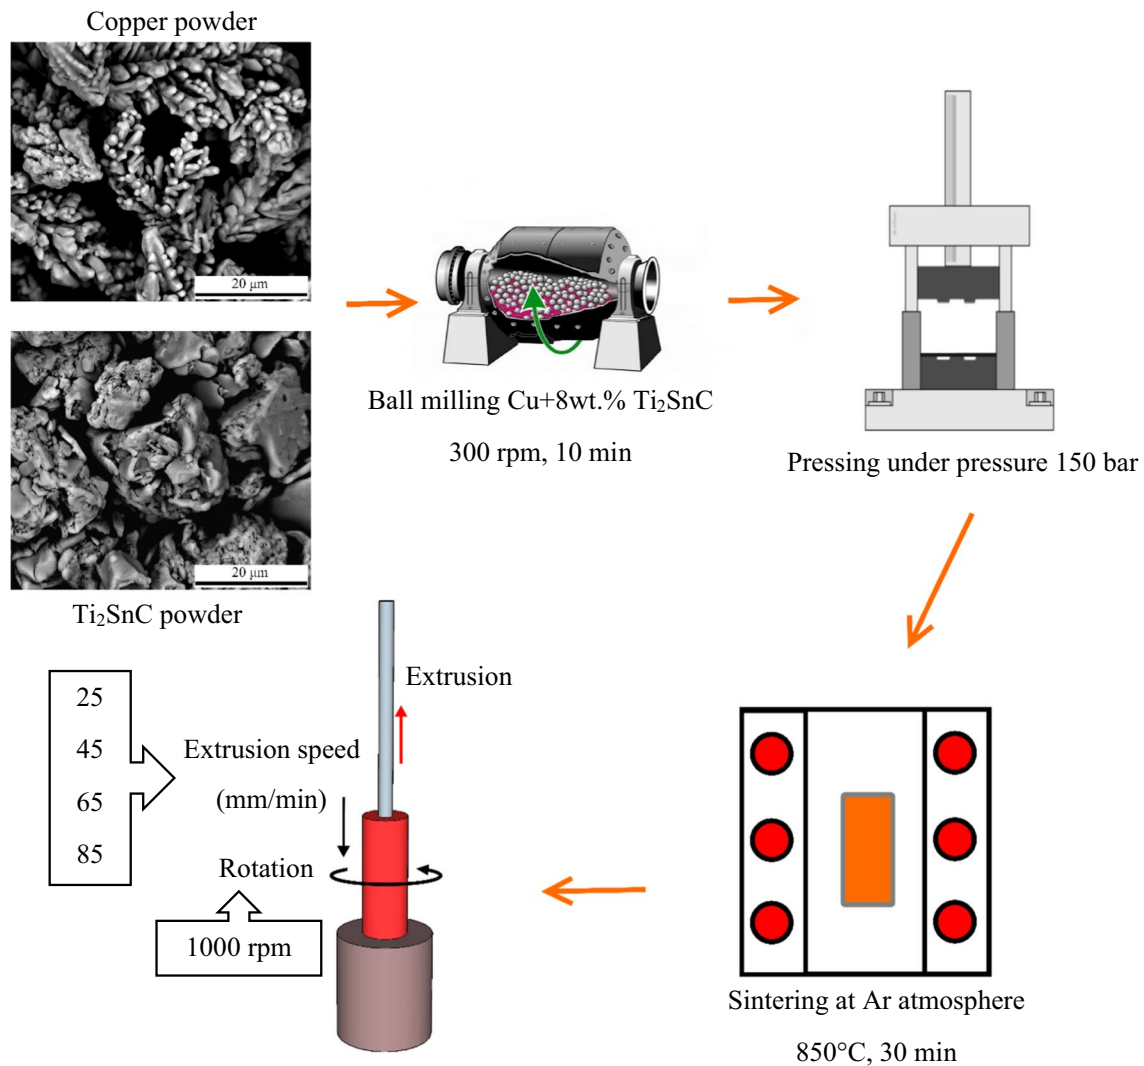 Copper powder
20 μm
20 μm
Ti₂SnC powder
Ball milling Cu+8wt.% Ti₂SnC
300 rpm, 10 min
Pressing under pressure 150 bar
Sintering at Ar atmosphere
850°C, 30 min
Extrusion
Extrusion speed
(mm/min)
25
45
65
85
Rotation
1000 rpm